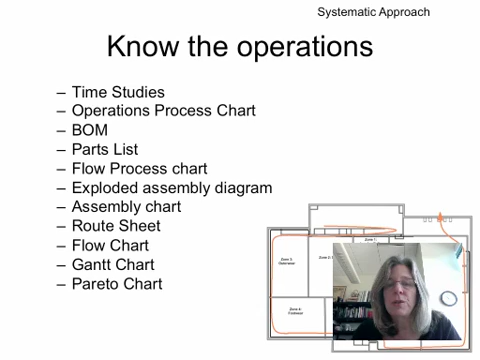 Systematic Approach
Know the operations
– Time Studies
– Operations Process Chart
– BOM
– Parts List
– Flow Process chart
– Exploded assembly diagram
– Assembly chart
– Route Sheet
– Flow Chart
– Gantt Chart
– Pareto Chart